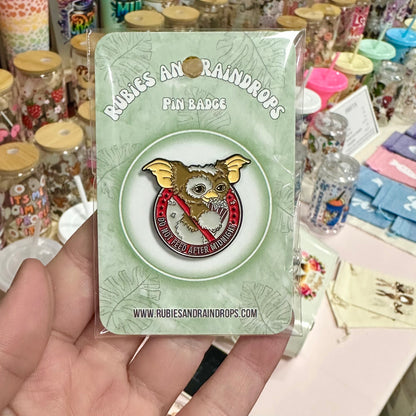 RUBIES AND RAINDROPS
PIN BADGE
DO NOT FEED AFTER MIDNIGHT
WWW.RUBIESANDRAINDROPS.COM